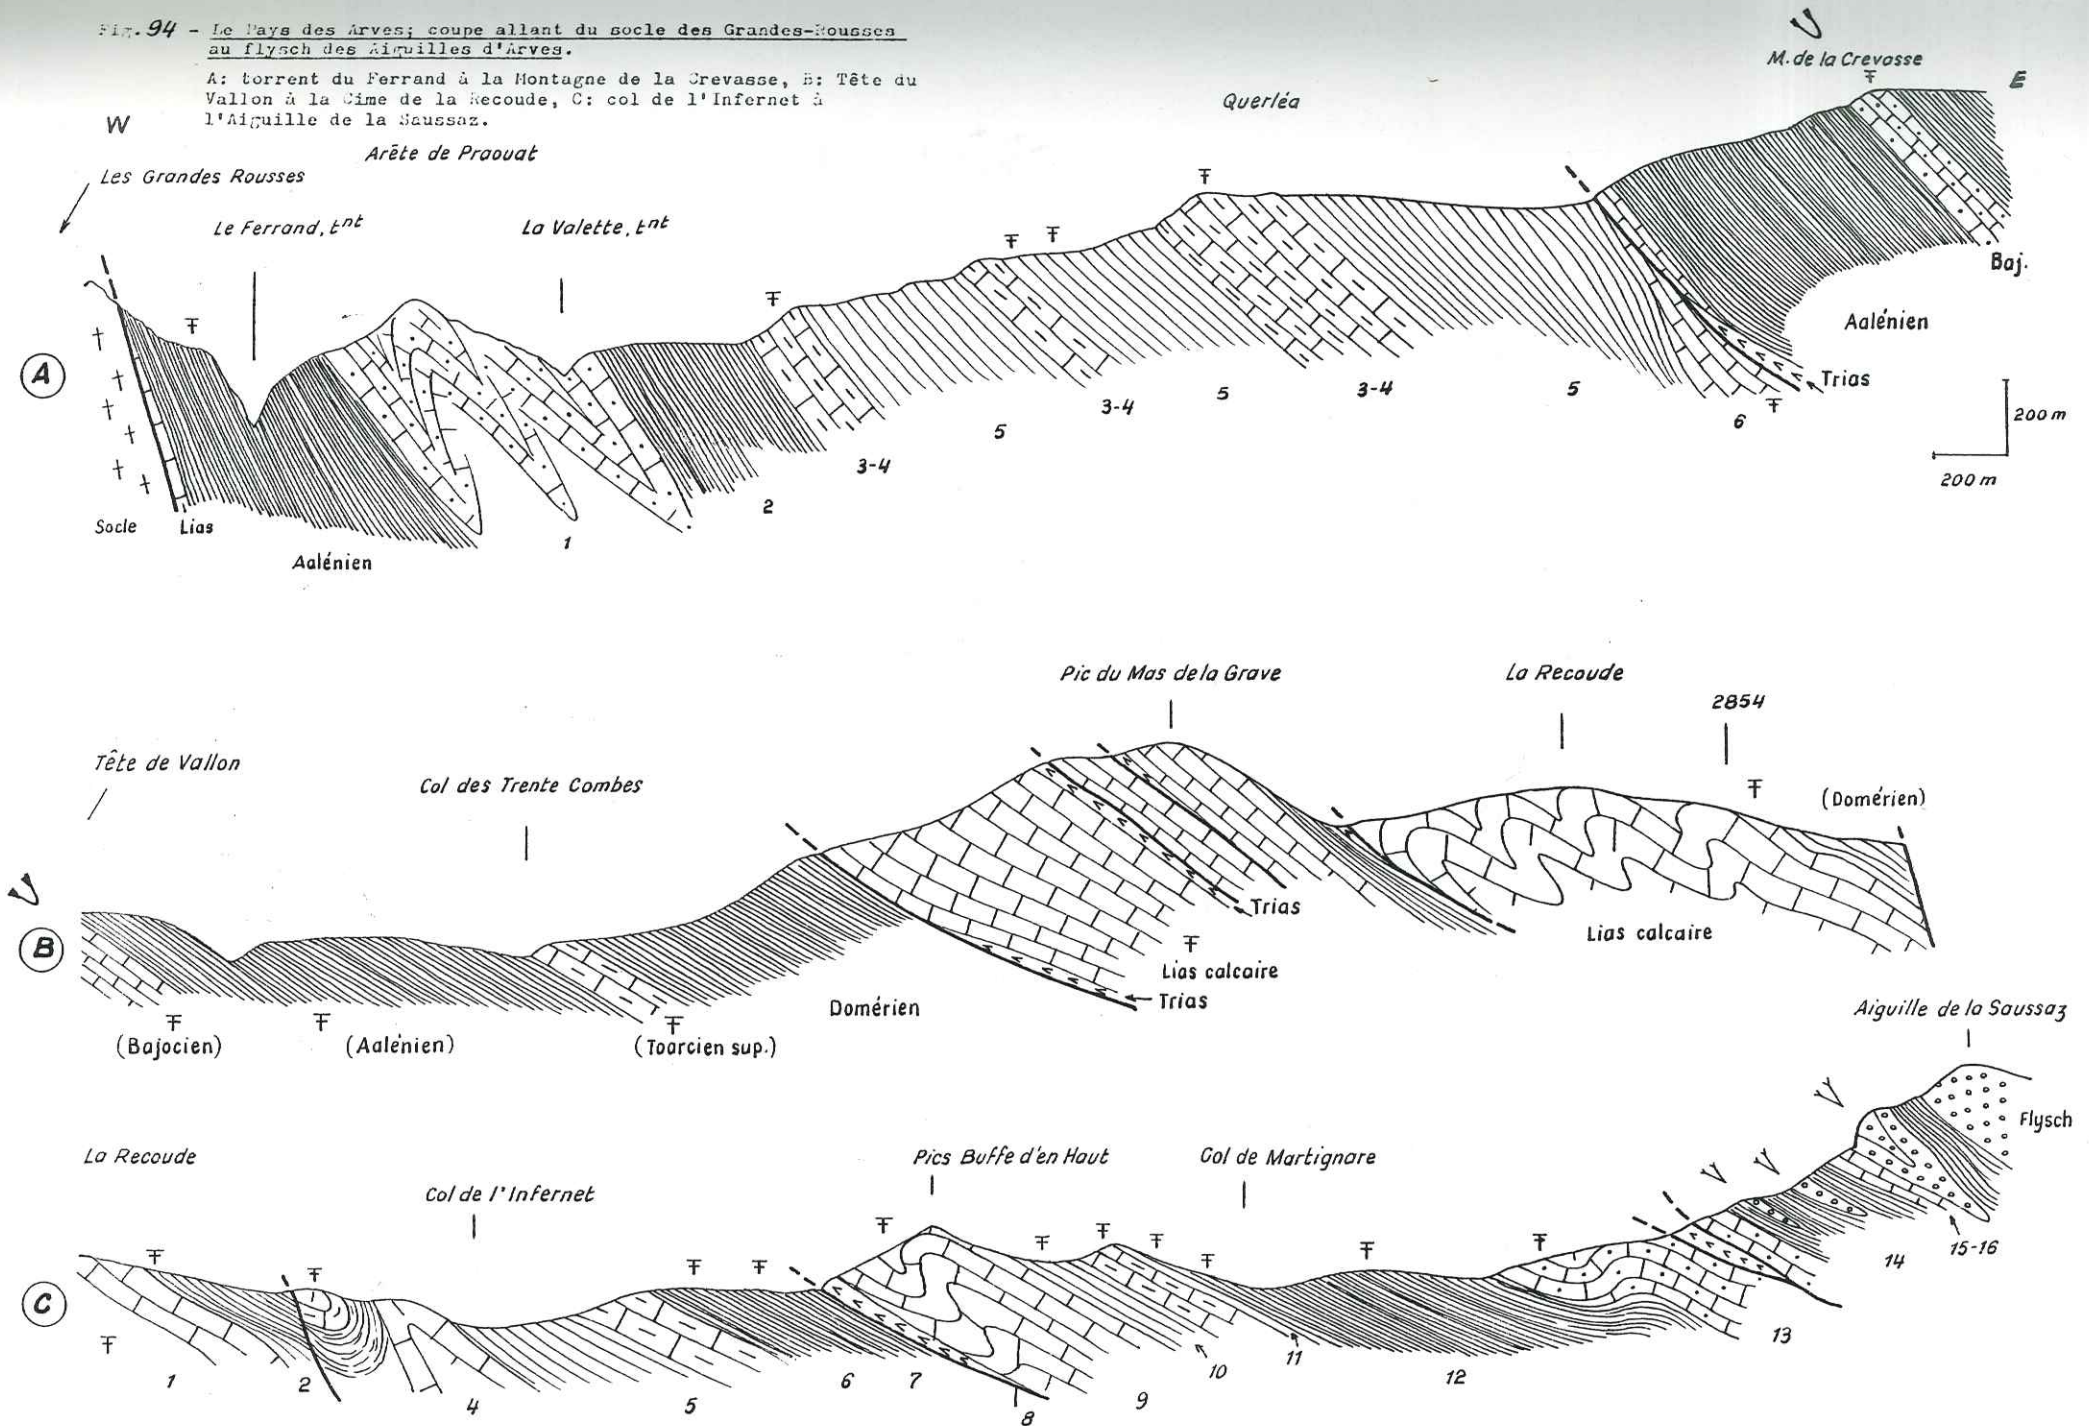 Fig. 94 - Le Pays des Arves; coupe allant du socle des Grandes-Rousses
au flysch des Aiguilles d'Arves.
A: torrent du Ferrand à la Montagne de la Crevasse, B: Tête du
Vallon à la Cime de la Recoude, C: col de l'Infernet à
l'Aiguille de la Saussaz.
W
E
M. de la Crevasse
Ŧ
Querléa
Arête de Praouat
Les Grandes Rousses
Le Ferrand, tnt
La Valette, tnt
Ŧ
Ŧ Ŧ
Ŧ
Ŧ
Baj.
Aalénien
A
Trias
Ŧ
5
3-4
5
3-4
5
6
200 m
200 m
3-4
2
1
Socle
Lias
Aalénien
Pic du Mas de la Grave
La Recoude
2854
Tête de Vallon
Col des Trente Combes
Ŧ
(Domérien)
B
Trias
Ŧ
Lias calcaire
Lias calcaire
Trias
Domérien
Ŧ
Ŧ
Ŧ
(Bajocien)
(Aalénien)
(Toarcien sup.)
Aiguille de la Saussaz
Flysch
La Recoude
Col de l'Infernet
Pics Buffe d'en Haut
Col de Martignare
Ŧ
Ŧ
Ŧ
Ŧ
Ŧ
Ŧ
Ŧ
Ŧ
Ŧ
Ŧ
Ŧ
Ŧ
C
Ŧ
1
2
4
5
6
7
8
9
10
11
12
13
14
15-16